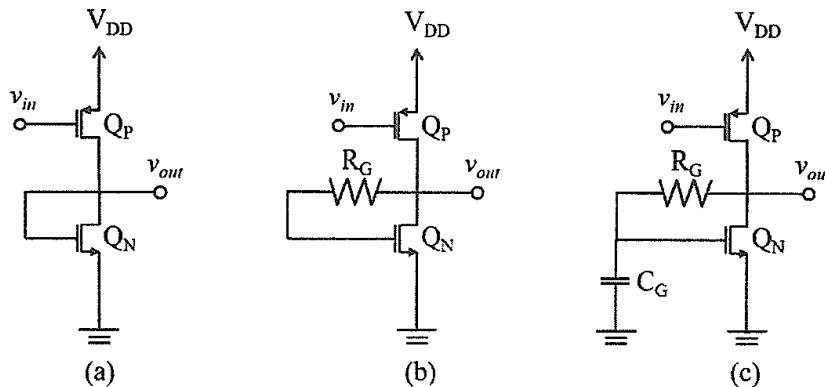 V_DD
v_in
Q_P
v_out
Q_N
(a)
V_DD
v_in
Q_P
R_G
v_out
Q_N
(b)
V_DD
v_in
Q_P
R_G
v_ou
Q_N
C_G
(c)